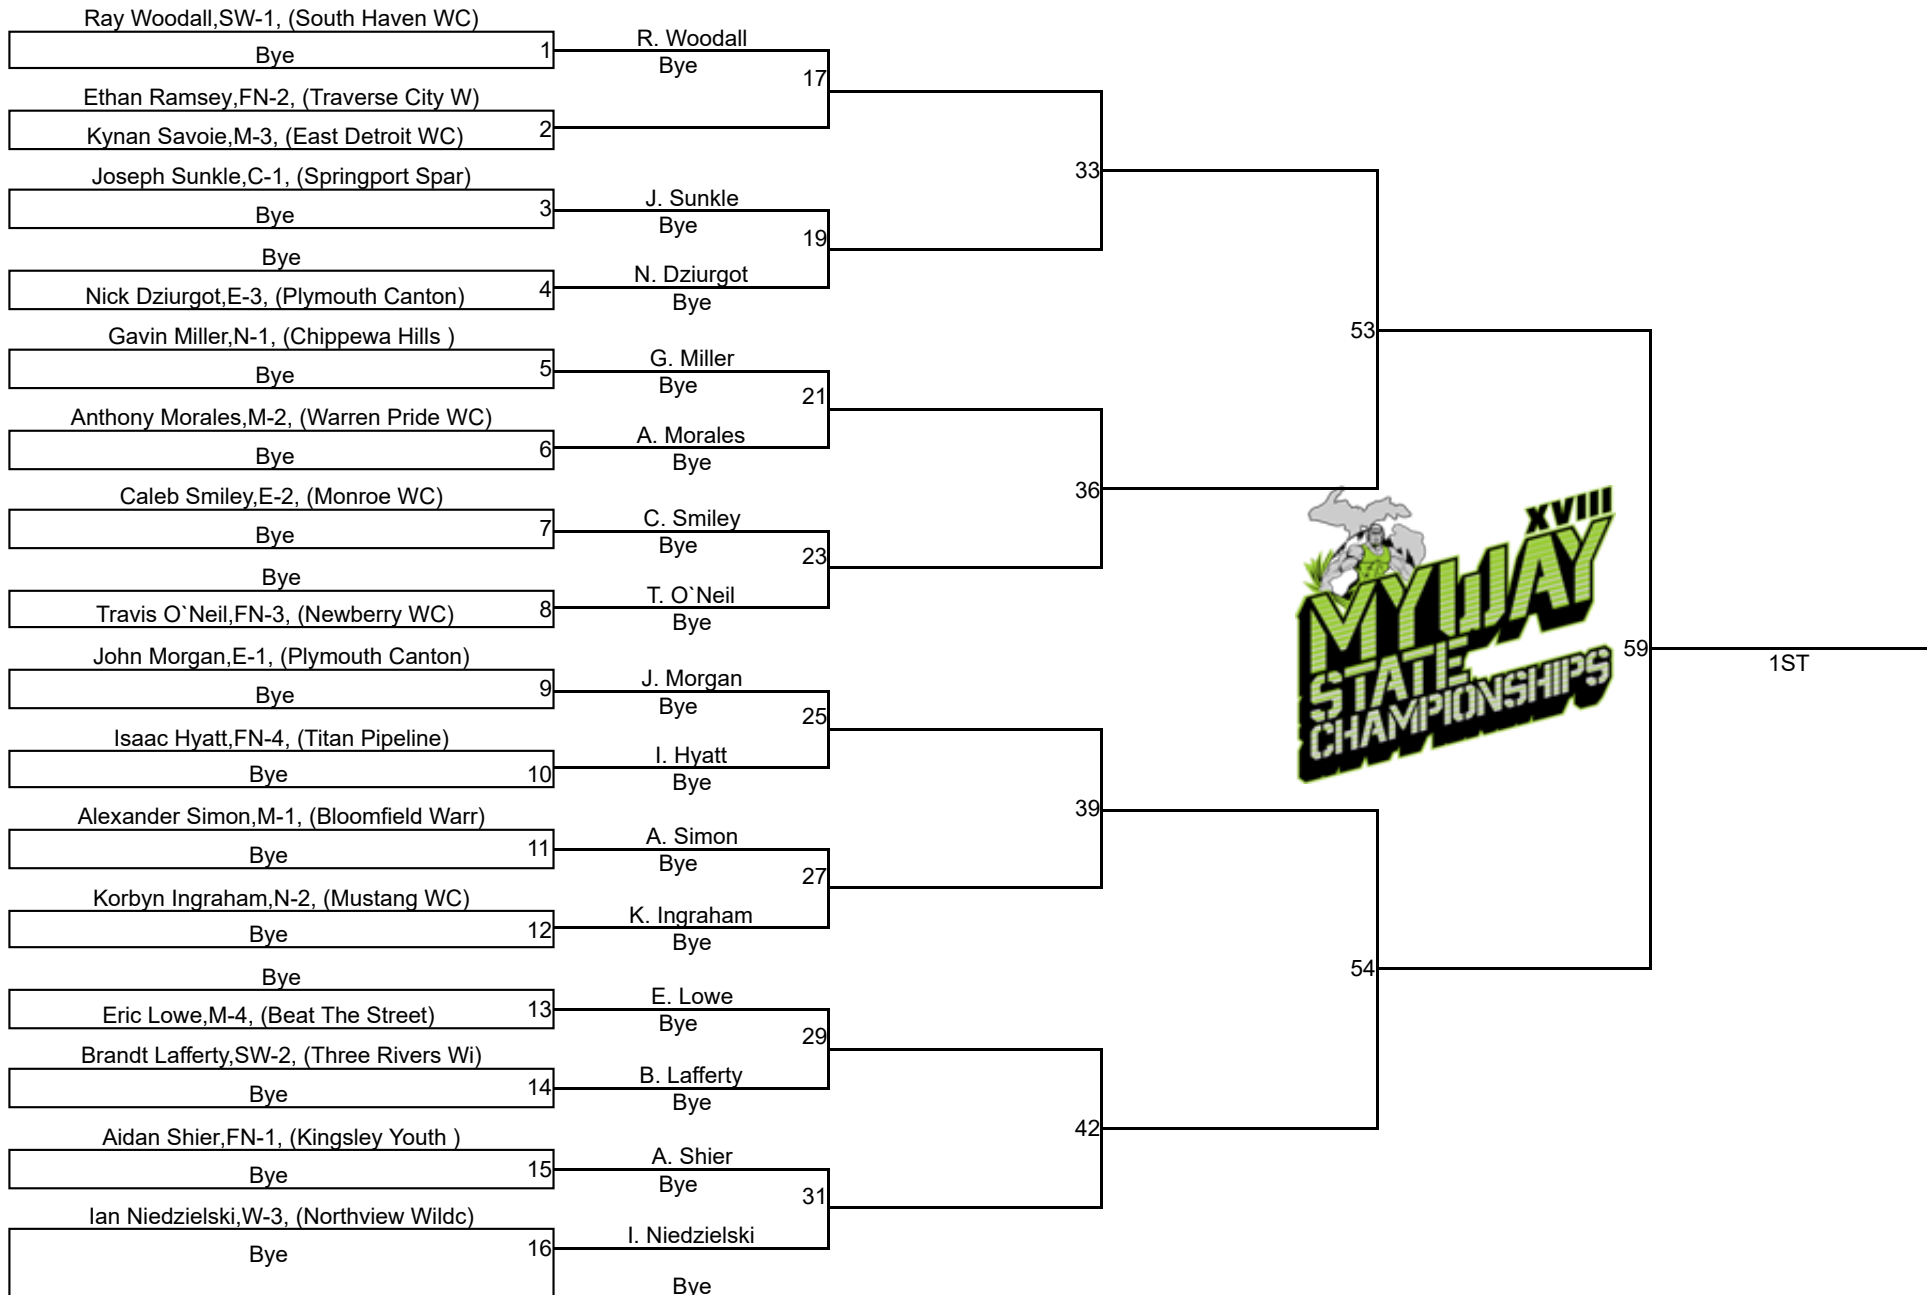 Ray Woodall,SW-1, (South Haven WC)
Bye
1
Ethan Ramsey,FN-2, (Traverse City W)
Kynan Savoie,M-3, (East Detroit WC)
2
Joseph Sunkle,C-1, (Springport Spar)
Bye
3
Bye
Nick Dziurgot,E-3, (Plymouth Canton)
4
Gavin Miller,N-1, (Chippewa Hills )
Bye
5
Anthony Morales,M-2, (Warren Pride WC)
Bye
6
Caleb Smiley,E-2, (Monroe WC)
Bye
7
Bye
Travis O`Neil,FN-3, (Newberry WC)
8
John Morgan,E-1, (Plymouth Canton)
Bye
9
Isaac Hyatt,FN-4, (Titan Pipeline)
Bye
10
Alexander Simon,M-1, (Bloomfield Warr)
Bye
11
Korbyn Ingraham,N-2, (Mustang WC)
Bye
12
Bye
Eric Lowe,M-4, (Beat The Street)
13
Brandt Lafferty,SW-2, (Three Rivers Wi)
Bye
14
Aidan Shier,FN-1, (Kingsley Youth )
Bye
15
Ian Niedzielski,W-3, (Northview Wildc)
Bye
16
R. Woodall
Bye
17
J. Sunkle
Bye
19
N. Dziurgot
Bye
G. Miller
Bye
21
A. Morales
Bye
C. Smiley
Bye
23
T. O`Neil
Bye
J. Morgan
Bye
25
I. Hyatt
Bye
A. Simon
Bye
27
K. Ingraham
Bye
E. Lowe
Bye
29
B. Lafferty
Bye
A. Shier
Bye
31
I. Niedzielski
Bye
33
36
39
42
53
54
XVIII
MYWAY
STATE
CHAMPIONSHIPS
59
1ST